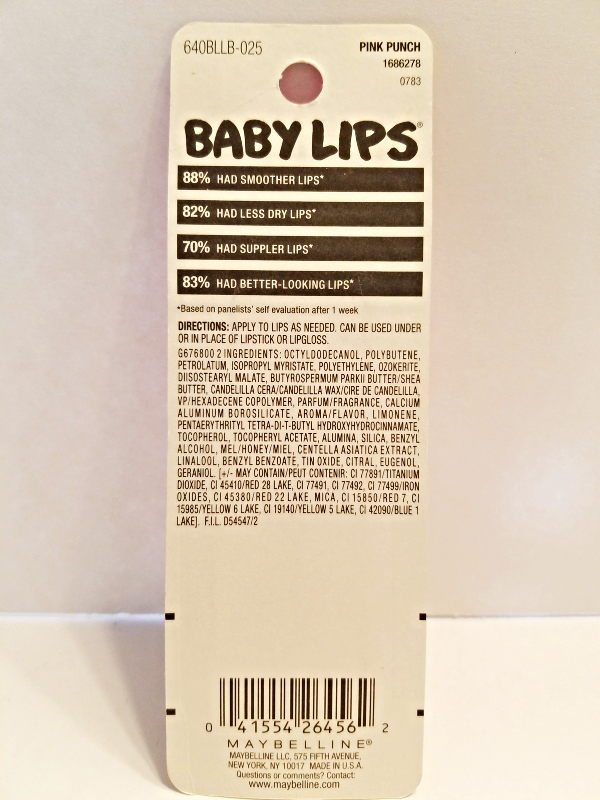 640BLLB-025
PINK PUNCH
1686278
0783
BABY LIPS®
88% HAD SMOOTHER LIPS*
82% HAD LESS DRY LIPS*
70% HAD SUPPLER LIPS*
83% HAD BETTER-LOOKING LIPS*
*Based on panelists' self evaluation after 1 week
DIRECTIONS: APPLY TO LIPS AS NEEDED. CAN BE USED UNDER
OR IN PLACE OF LIPSTICK OR LIPGLOSS.
G676800 2 INGREDIENTS: OCTYLDODECANOL, POLYBUTENE,
PETROLATUM, ISOPROPYL MYRISTATE, POLYETHYLENE, OZOKERITE,
DIISOSTEARYL MALATE, BUTYROSPERMUM PARKII BUTTER/SHEA
BUTTER, CANDELILLA CERA/CANDELILLA WAX/CIRE DE CANDELILLA,
VP/HEXADECENE COPOLYMER, PARFUM/FRAGRANCE, CALCIUM
ALUMINUM BOROSILICATE, AROMA/FLAVOR, LIMONENE,
PENTAERYTHRITYL TETRA-DI-T-BUTYL HYDROXYHYDROCINNAMATE,
TOCOPHEROL, TOCOPHERYL ACETATE, ALUMINA, SILICA, BENZYL
ALCOHOL, MEL/HONEY/MIEL, CENTELLA ASIATICA EXTRACT,
LINALOOL, BENZYL BENZOATE, TIN OXIDE, CITRAL, EUGENOL,
GERANIOL. [+/- MAY CONTAIN/PEUT CONTENIR: CI 77891/TITANIUM
DIOXIDE, CI 45410/RED 28 LAKE, CI 77491, CI 77492, CI 77499/IRON
OXIDES, CI 45380/RED 22 LAKE, MICA, CI 15850/RED 7, CI
15985/YELLOW 6 LAKE, CI 19140/YELLOW 5 LAKE, CI 42090/BLUE 1
LAKE]. F.I.L. D54547/2
0 41554 26456 2
MAYBELLINE®
MAYBELLINE LLC, 575 FIFTH AVENUE,
NEW YORK, NY 10017 MADE IN U.S.A.
Questions or comments? Contact:
www.maybelline.com